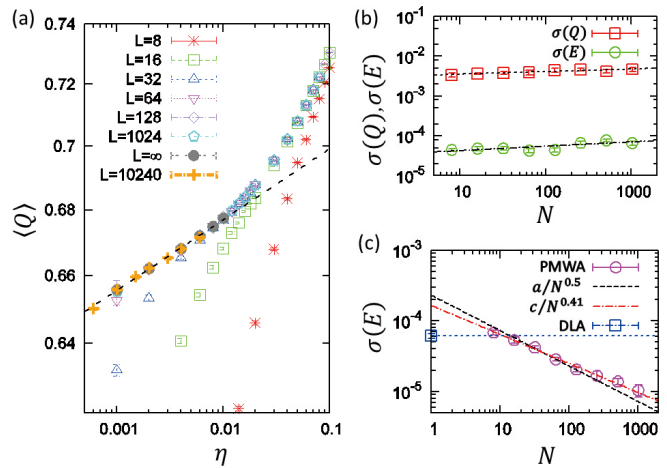 (a)
0.74
0.72
0.7
0.68
0.66
0.64
⟨Q⟩
L=8
L=16
L=32
L=64
L=128
L=1024
L=∞
L=10240
0.001
0.01
0.1
η
(b)
10⁻¹
10⁻²
10⁻³
10⁻⁴
10⁻⁵
σ(Q), σ(E)
σ(Q)
σ(E)
10
100
1000
N
(c)
10⁻³
10⁻⁴
10⁻⁵
σ(E)
PMWA
a/N⁰·⁵
c/N⁰·⁴¹
DLA
1
10
100
1000
N